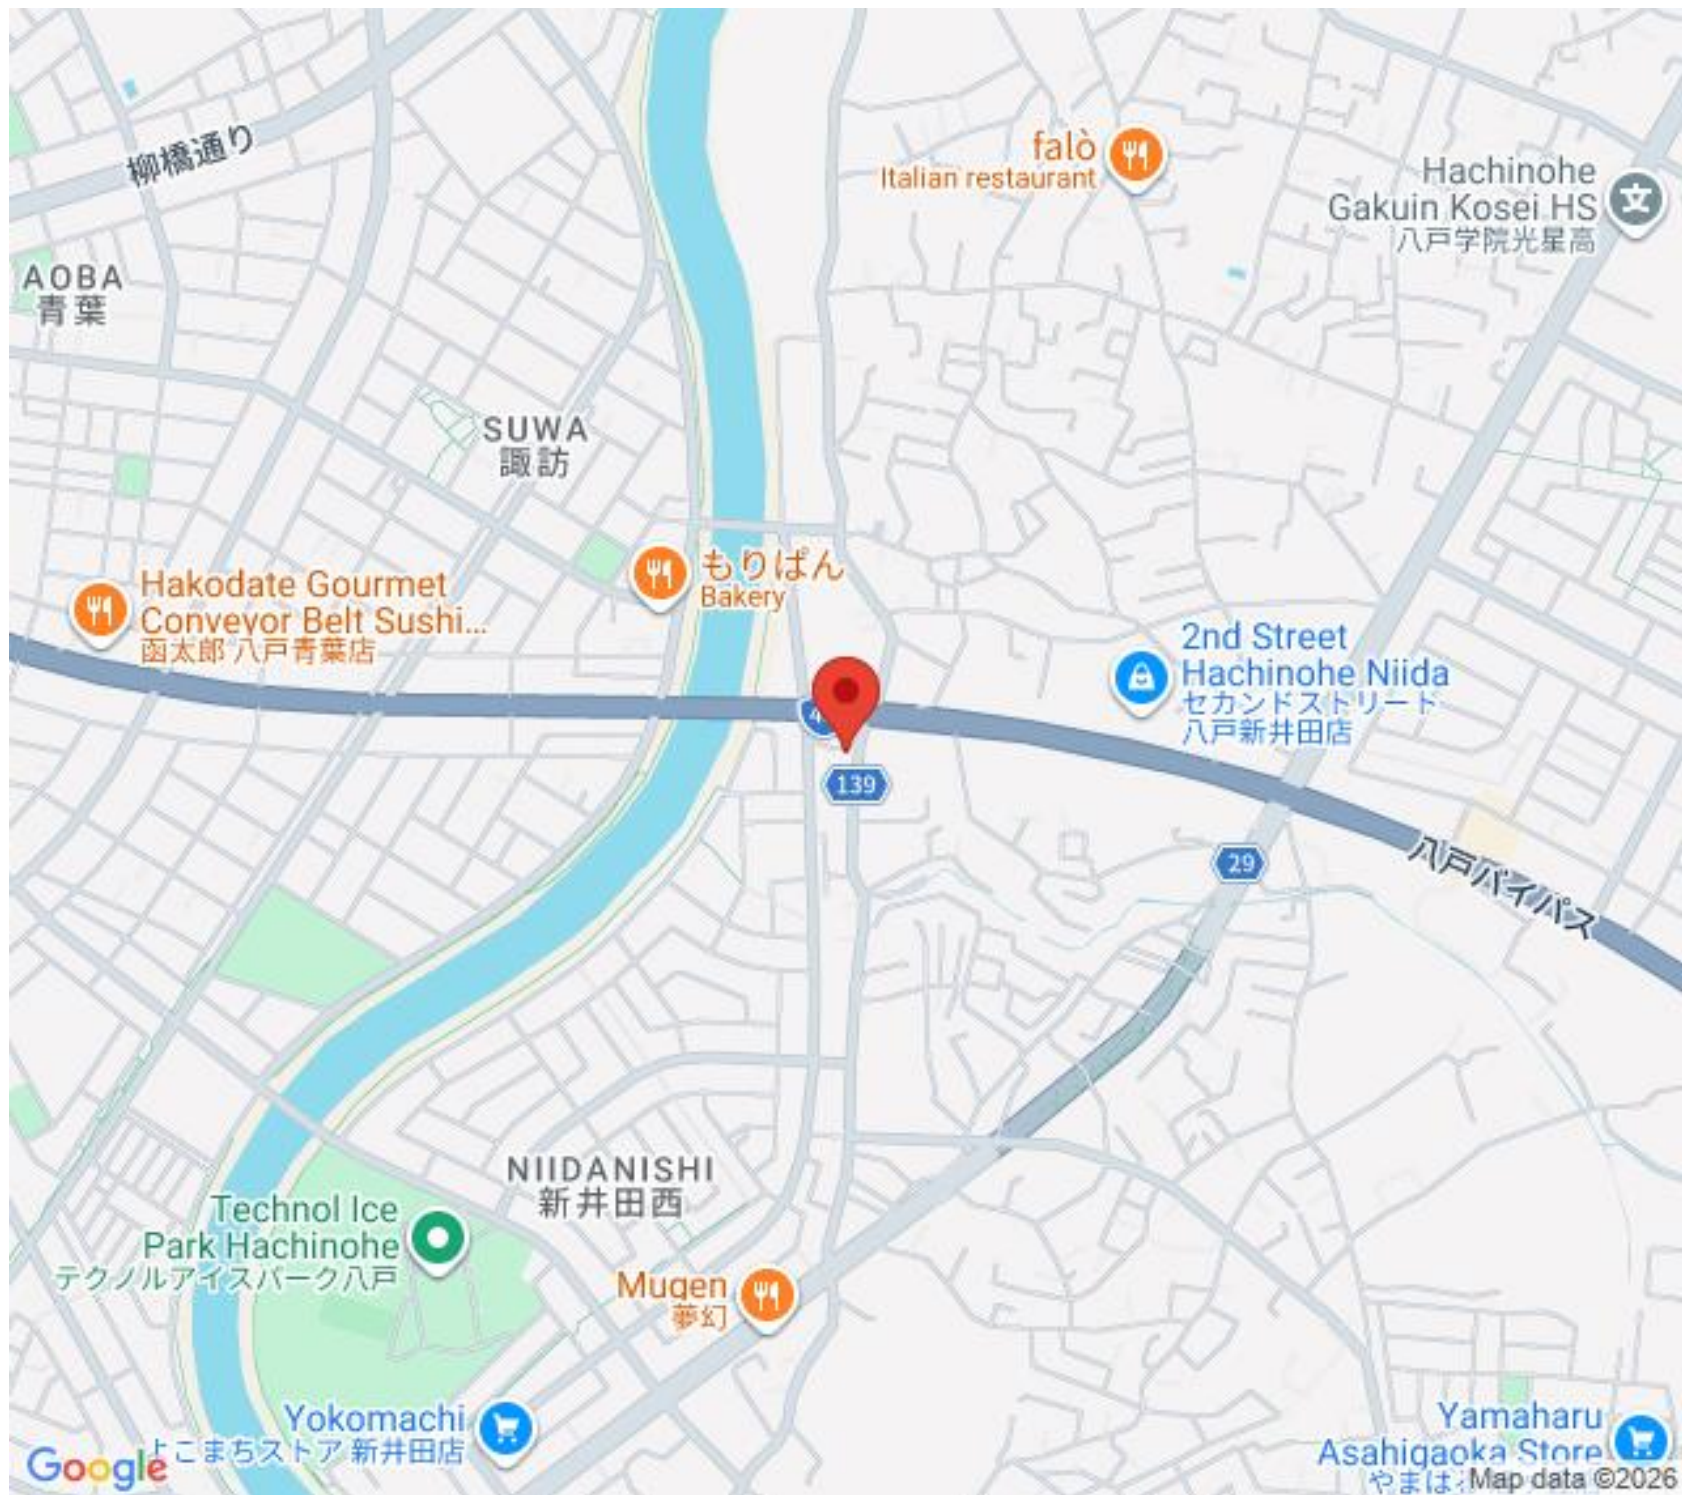 柳橋通り
falò
Italian restaurant
Hachinohe
Gakuin Kosei HS
八戸学院光星高
AOBA
青葉
SUWA
諏訪
もりぱん
Bakery
Hakodate Gourmet
Conveyor Belt Sushi...
函太郎 八戸青葉店
2nd Street
Hachinohe Niida
セカンドストリート
八戸新井田店
139
29
八戸バイパス
NIIDANISHI
新井田西
Technol Ice
Park Hachinohe
テクノルアイスパーク八戸
Mugen
夢幻
Yokomachi
よこまちストア 新井田店
Yamaharu
Asahigaoka Store
やまは
Google
Map data ©2026